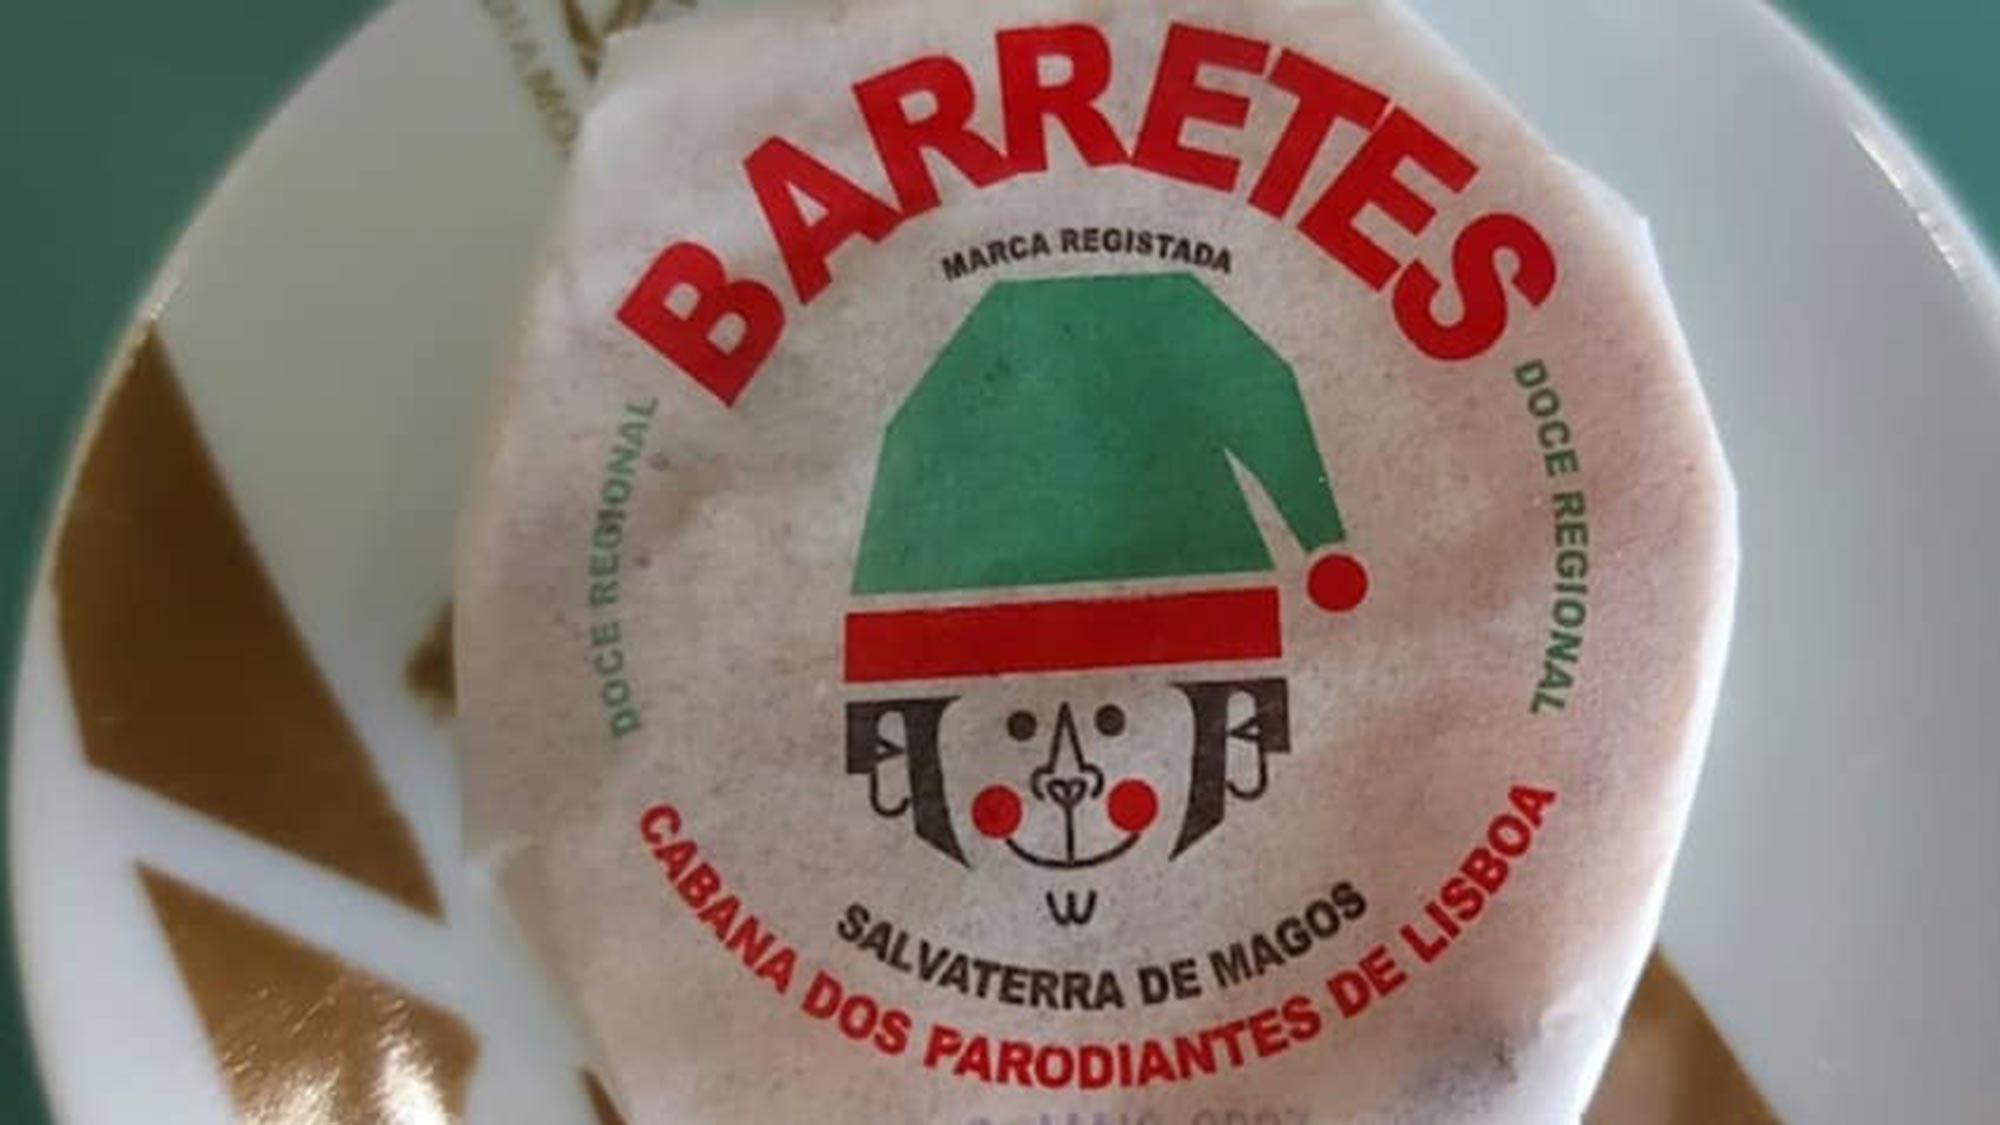 BARRETES
MARCA REGISTADA
DOCE REGIONAL
DOCE REGIONAL
SALVATERRA DE MAGOS
CABANA DOS PARODIANTES DE LISBOA